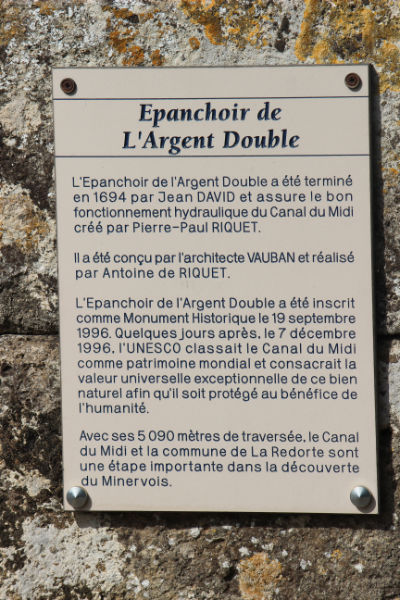 Epanchoir de
L'Argent Double
L'Epanchoir de l'Argent Double a été terminé
en 1694 par Jean DAVID et assure le bon
fonctionnement hydraulique du Canal du Midi
créé par Pierre-Paul RIQUET.
Il a été conçu par l'architecte VAUBAN et réalisé
par Antoine de RIQUET.
L'Epanchoir de l'Argent Double a été inscrit
comme Monument Historique le 19 septembre
1996. Quelques jours après, le 7 décembre
1996, l'UNESCO classait le Canal du Midi
comme patrimoine mondial et consacrait la
valeur universelle exceptionnelle de ce bien
naturel afin qu'il soit protégé au bénéfice de
l'humanité.
Avec ses 5 090 mètres de traversée, le Canal
du Midi et la commune de La Redorte sont
une étape importante dans la découverte
du Minervois.